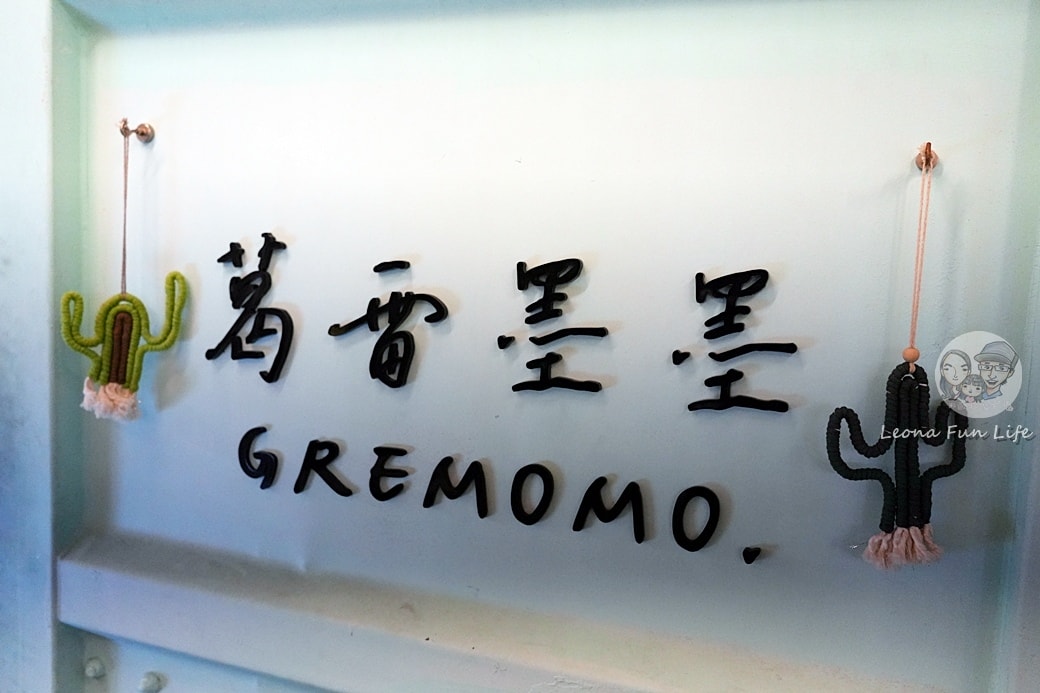 葛雷墨墨
GREMOMO.
Leona Fun Life